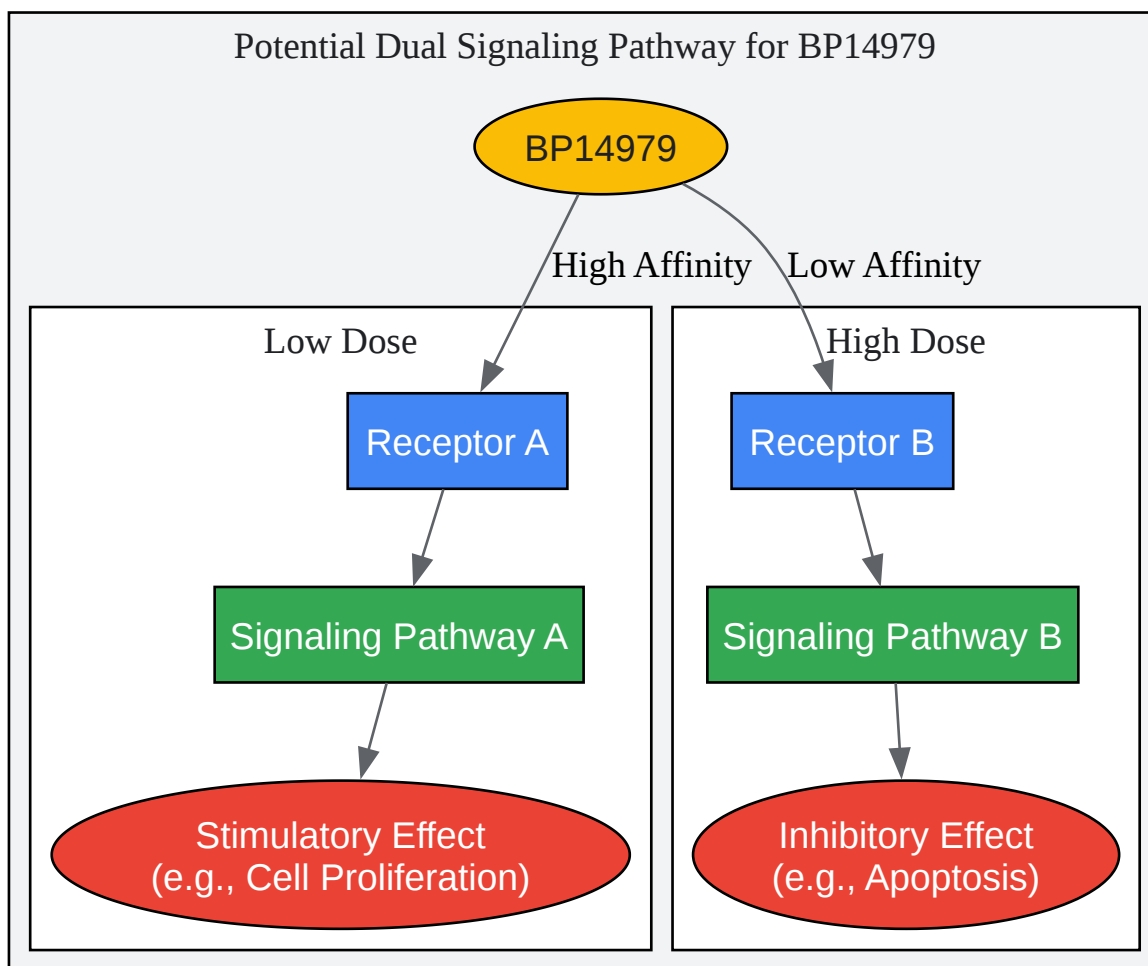 Potential Dual Signaling Pathway for BP14979
BP14979
High Affinity
Low Affinity
Low Dose
High Dose
Receptor A
Receptor B
Signaling Pathway A
Signaling Pathway B
Stimulatory Effect
(e.g., Cell Proliferation)
Inhibitory Effect
(e.g., Apoptosis)